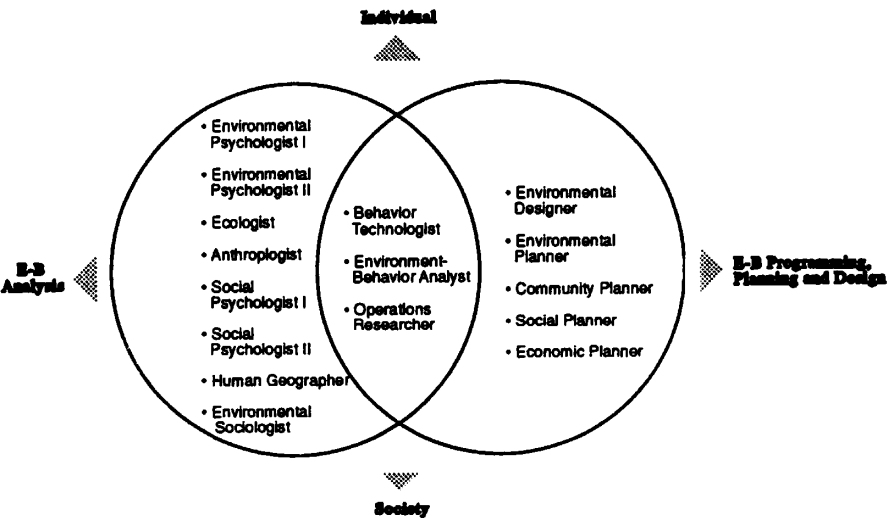 Individual
• Environmental
Psychologist I
• Environmental
Psychologist II
• Ecologist
• Anthroplogist
• Social
Psychologist I
• Social
Psychologist II
• Human Geographer
• Environmental
Sociologist
• Behavior
Technologist
• Environment-
Behavior Analyst
• Operations
Researcher
• Environmental
Designer
• Environmental
Planner
• Community Planner
• Social Planner
• Economic Planner
E-B
Analysis
E-B Programming,
Planning and Design
Society